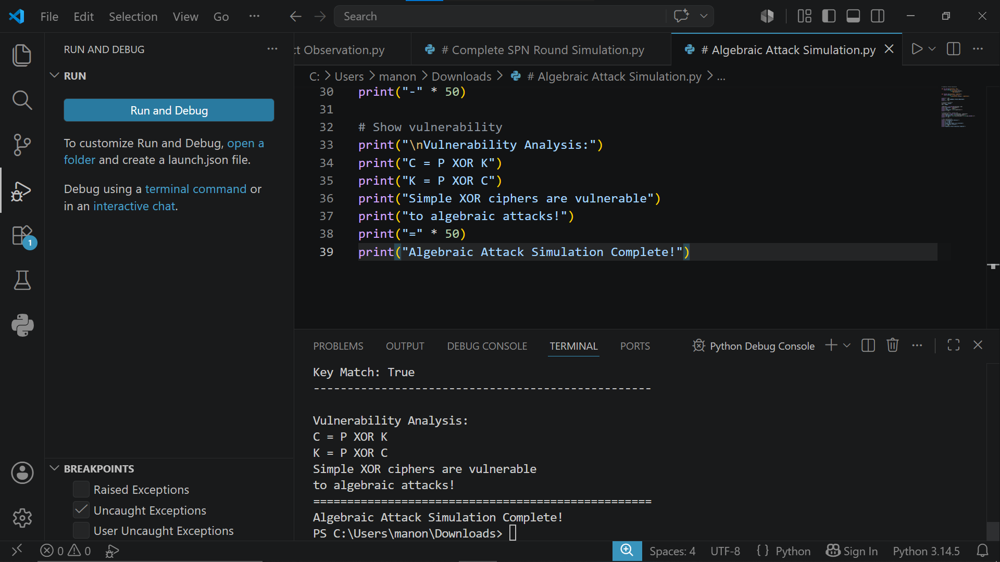 File Edit Selection View Go ···
Search
RUN AND DEBUG
RUN
Run and Debug
To customize Run and Debug, open a
folder and create a launch.json file.
Debug using a terminal command or
in an interactive chat.
1
BREAKPOINTS
Raised Exceptions
Uncaught Exceptions
User Uncaught Exceptions
ct Observation.py
# Complete SPN Round Simulation.py
# Algebraic Attack Simulation.py
C: > Users > manon > Downloads > # Algebraic Attack Simulation.py > ...
30 print("-" * 50)
31
32 # Show vulnerability
33 print("\nVulnerability Analysis:")
34 print("C = P XOR K")
35 print("K = P XOR C")
36 print("Simple XOR ciphers are vulnerable")
37 print("to algebraic attacks!")
38 print("=" * 50)
39 print("Algebraic Attack Simulation Complete!")
PROBLEMS OUTPUT DEBUG CONSOLE TERMINAL PORTS
Python Debug Console
Key Match: True
--------------------------------------------------
Vulnerability Analysis:
C = P XOR K
K = P XOR C
Simple XOR ciphers are vulnerable
to algebraic attacks!
==================================================
Algebraic Attack Simulation Complete!
PS C:\Users\manon\Downloads>
0 0
Spaces: 4 UTF-8 {} Python Sign In Python 3.14.5